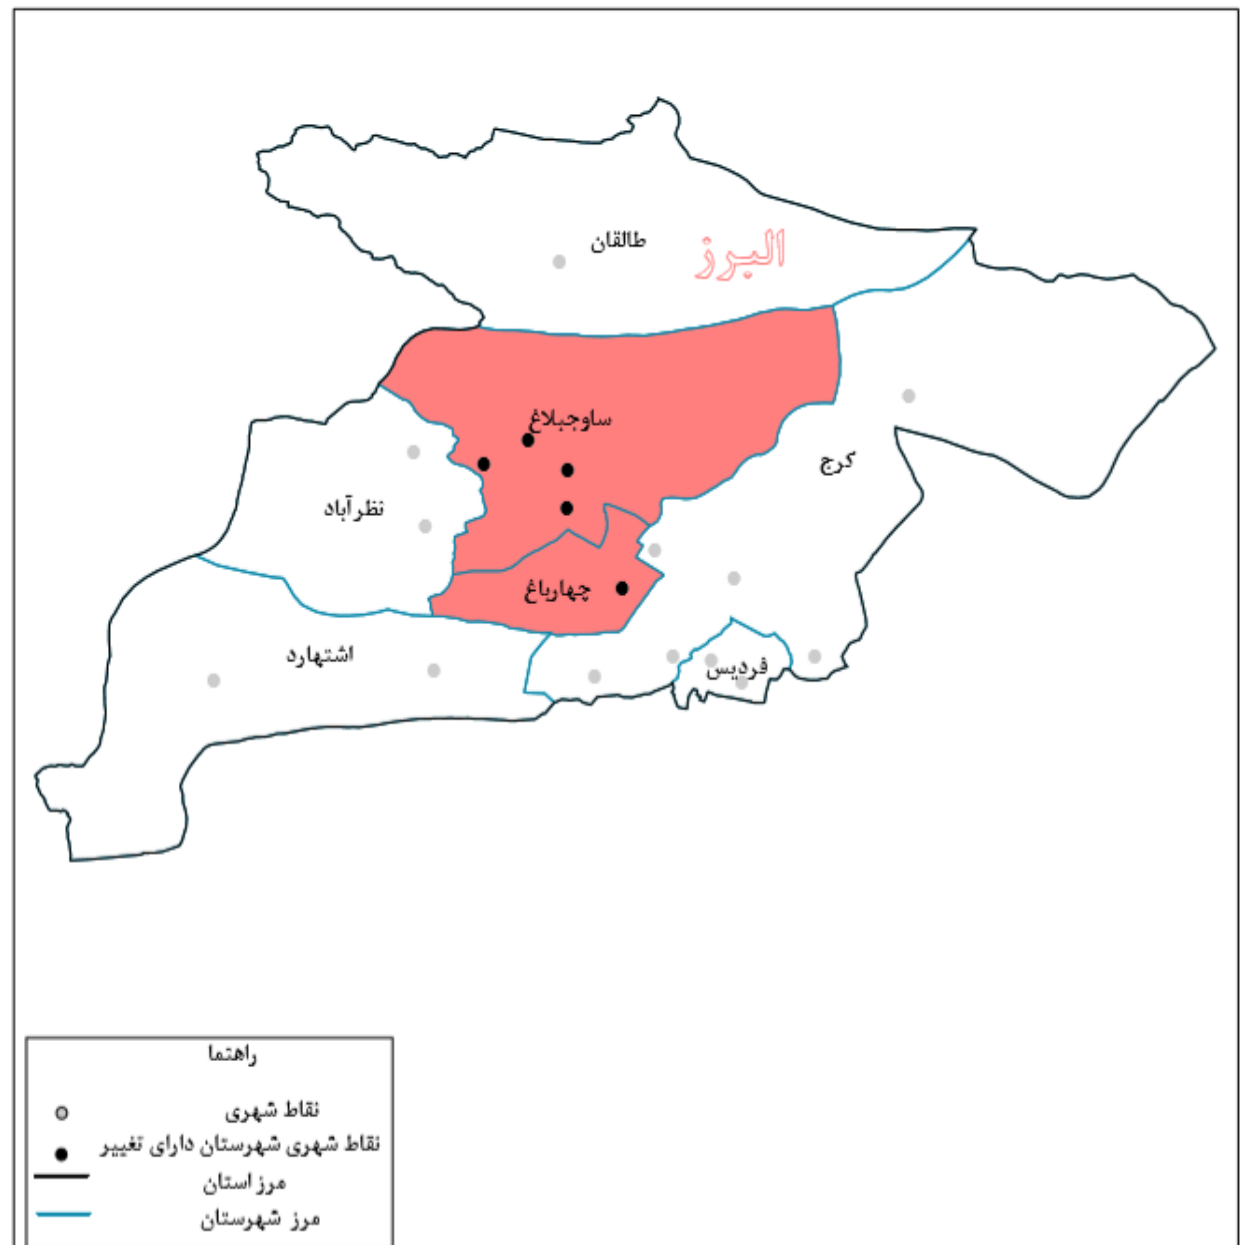 طالقان
البرز
ساوجبلاغ
کرج
نظرآباد
چهارباغ
اشتهارد
فردیس
راهتما
نقاط شهری
نقاط شهری شهرستان دارای تغییر
مرز استان
مرز شهرستان